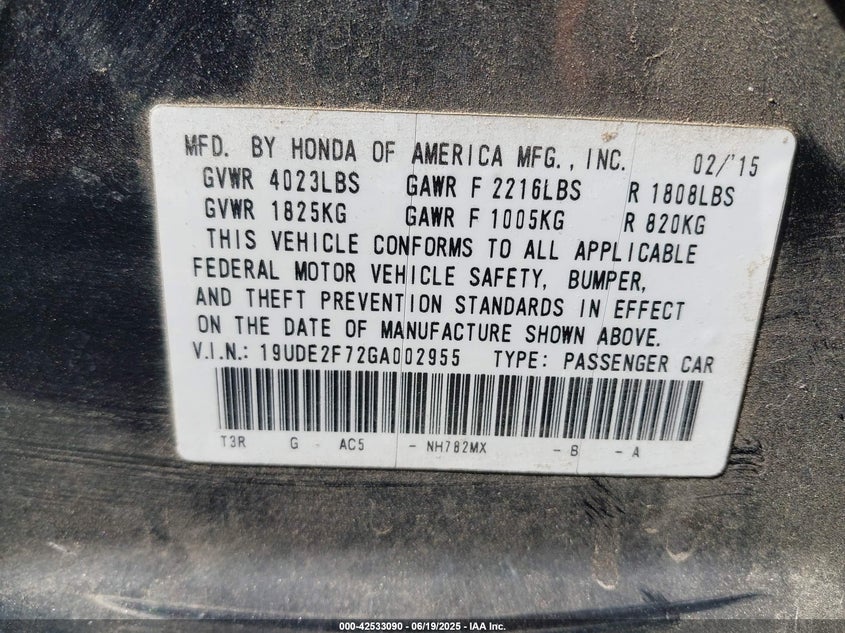 MFD. BY HONDA OF AMERICA MFG., INC. 02/'15
GVWR 4023LBS GAWR F 2216LBS R 1808LBS
GVWR 1825KG GAWR F 1005KG R 820KG
THIS VEHICLE CONFORMS TO ALL APPLICABLE
FEDERAL MOTOR VEHICLE SAFETY, BUMPER,
AND THEFT PREVENTION STANDARDS IN EFFECT
ON THE DATE OF MANUFACTURE SHOWN ABOVE.
V.I.N.: 19UDE2F72GA002955 TYPE: PASSENGER CAR
T3R G - AC5 - NH782MX - B - A
000-42533090 - 06/19/2025 - IAA Inc.